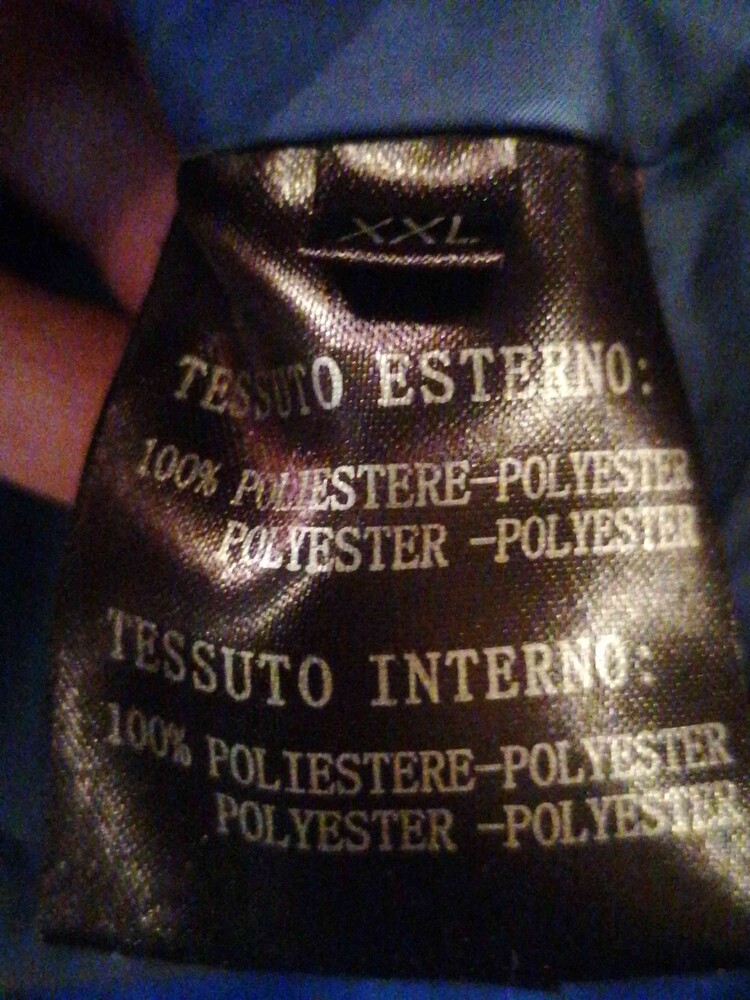 XXL
TESSUTO ESTERNO:
100% POLIESTERE-POLYESTER
POLYESTER -POLYESTER
TESSUTO INTERNO:
100% POLIESTERE-POLYESTER
POLYESTER -POLYESTER